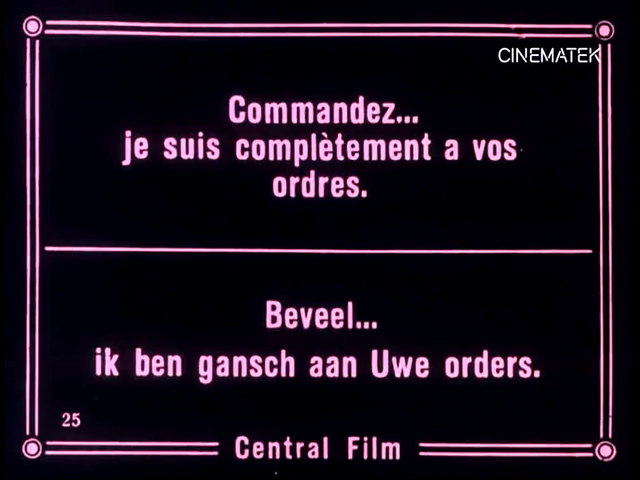 CINEMATEK
Commandez...
je suis complètement a vos
ordres.
Beveel...
ik ben gansch aan Uwe orders.
25
Central Film